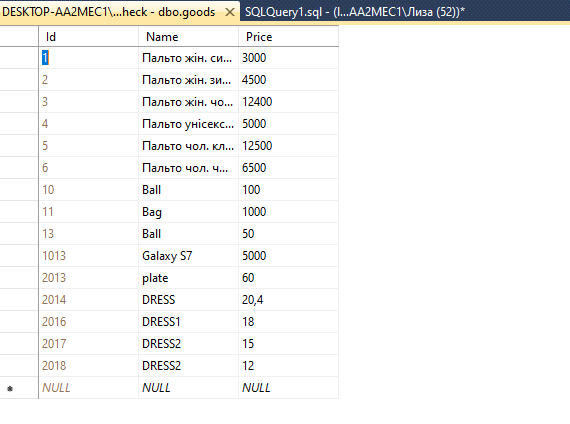 DESKTOP-AA2MEC1\...heck - dbo.goods SQLQuery1.sql - (l...AA2MEC1\Лиза (52))*
Id Name Price
1 Пальто жін. си... 3000
2 Пальто жін. зи... 4500
3 Пальто жін. чо... 12400
4 Пальто унісекс... 5000
5 Пальто чол. кл... 12500
6 Пальто чол. ч... 6500
10 Ball 100
11 Bag 1000
13 Ball 50
1013 Galaxy S7 5000
2013 plate 60
2014 DRESS 20,4
2016 DRESS1 18
2017 DRESS2 15
2018 DRESS2 12
NULL NULL NULL